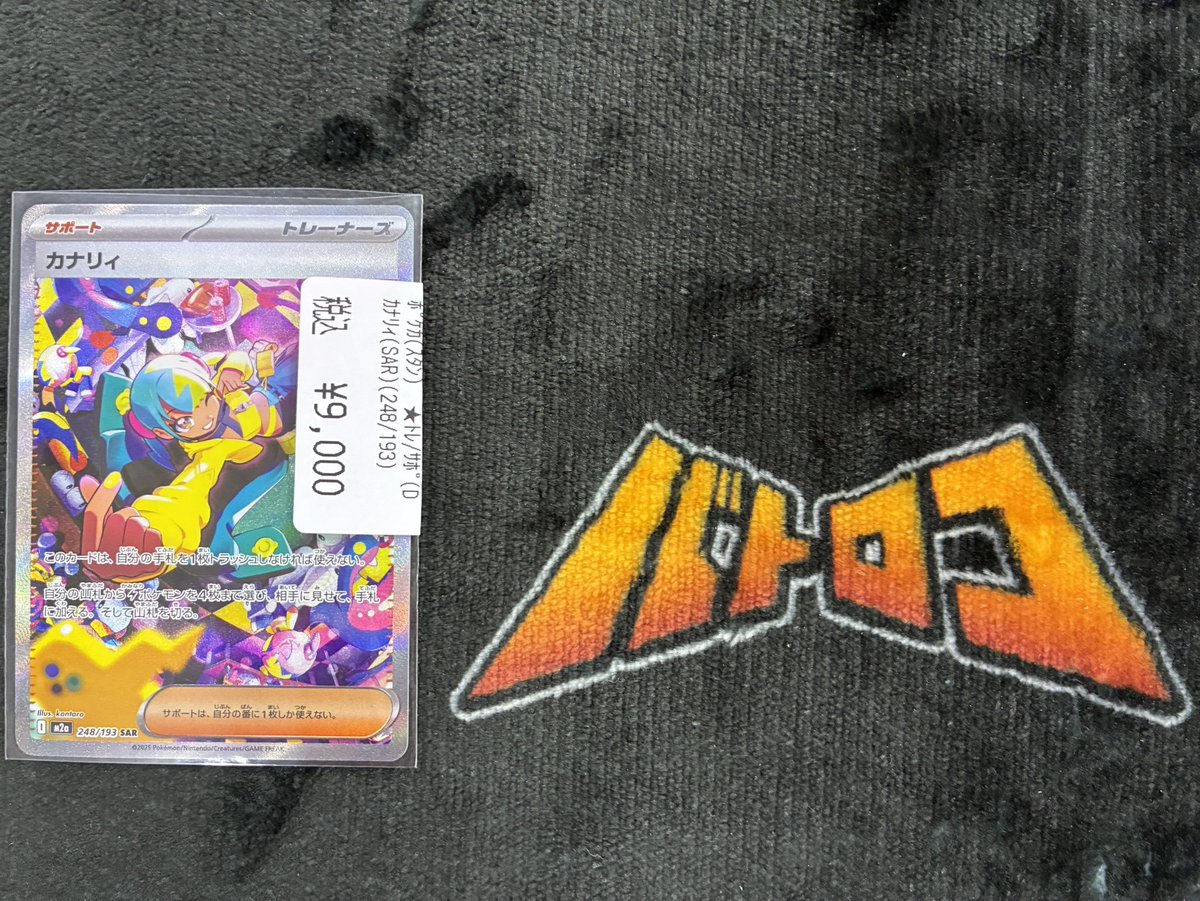 サポート トレーナーズ
カナリィ
ﾎﾟｹｶ(ｽﾀﾝ) ★ﾄﾚ/ｻﾎﾟ(D
カナリィ(SAR)(248/193)
税込 ¥9,000
このカードは、自分の手札を1枚トラッシュしなければ使えない。
自分の山札からポケモンを4枚まで選び、相手に見せて、手札
に加える。そして山札を切る。
サポートは、自分の番に1枚しか使えない。
Illus. kantaro
I M2a 248/193 SAR
©2025 Pokémon/Nintendo/Creatures/GAME FREAK
バトロコ